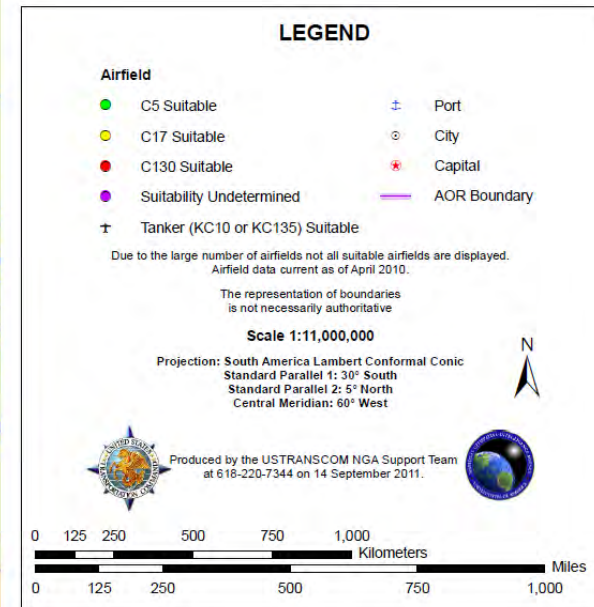 LEGEND
Airfield
C5 Suitable
C17 Suitable
C130 Suitable
Suitability Undetermined
Tanker (KC10 or KC135) Suitable
Port
City
Capital
AOR Boundary
Due to the large number of airfields not all suitable airfields are displayed.
Airfield data current as of April 2010.
The representation of boundaries
is not necessarily authoritative
Scale 1:11,000,000
Projection: South America Lambert Conformal Conic
Standard Parallel 1: 30° South
Standard Parallel 2: 5° North
Central Meridian: 60° West
N
UNITED STATES
Produced by the USTRANSCOM NGA Support Team
at 618-220-7344 on 14 September 2011.
0 125 250 500 750 1,000
Kilometers
Miles
0 125 250 500 750 1,000